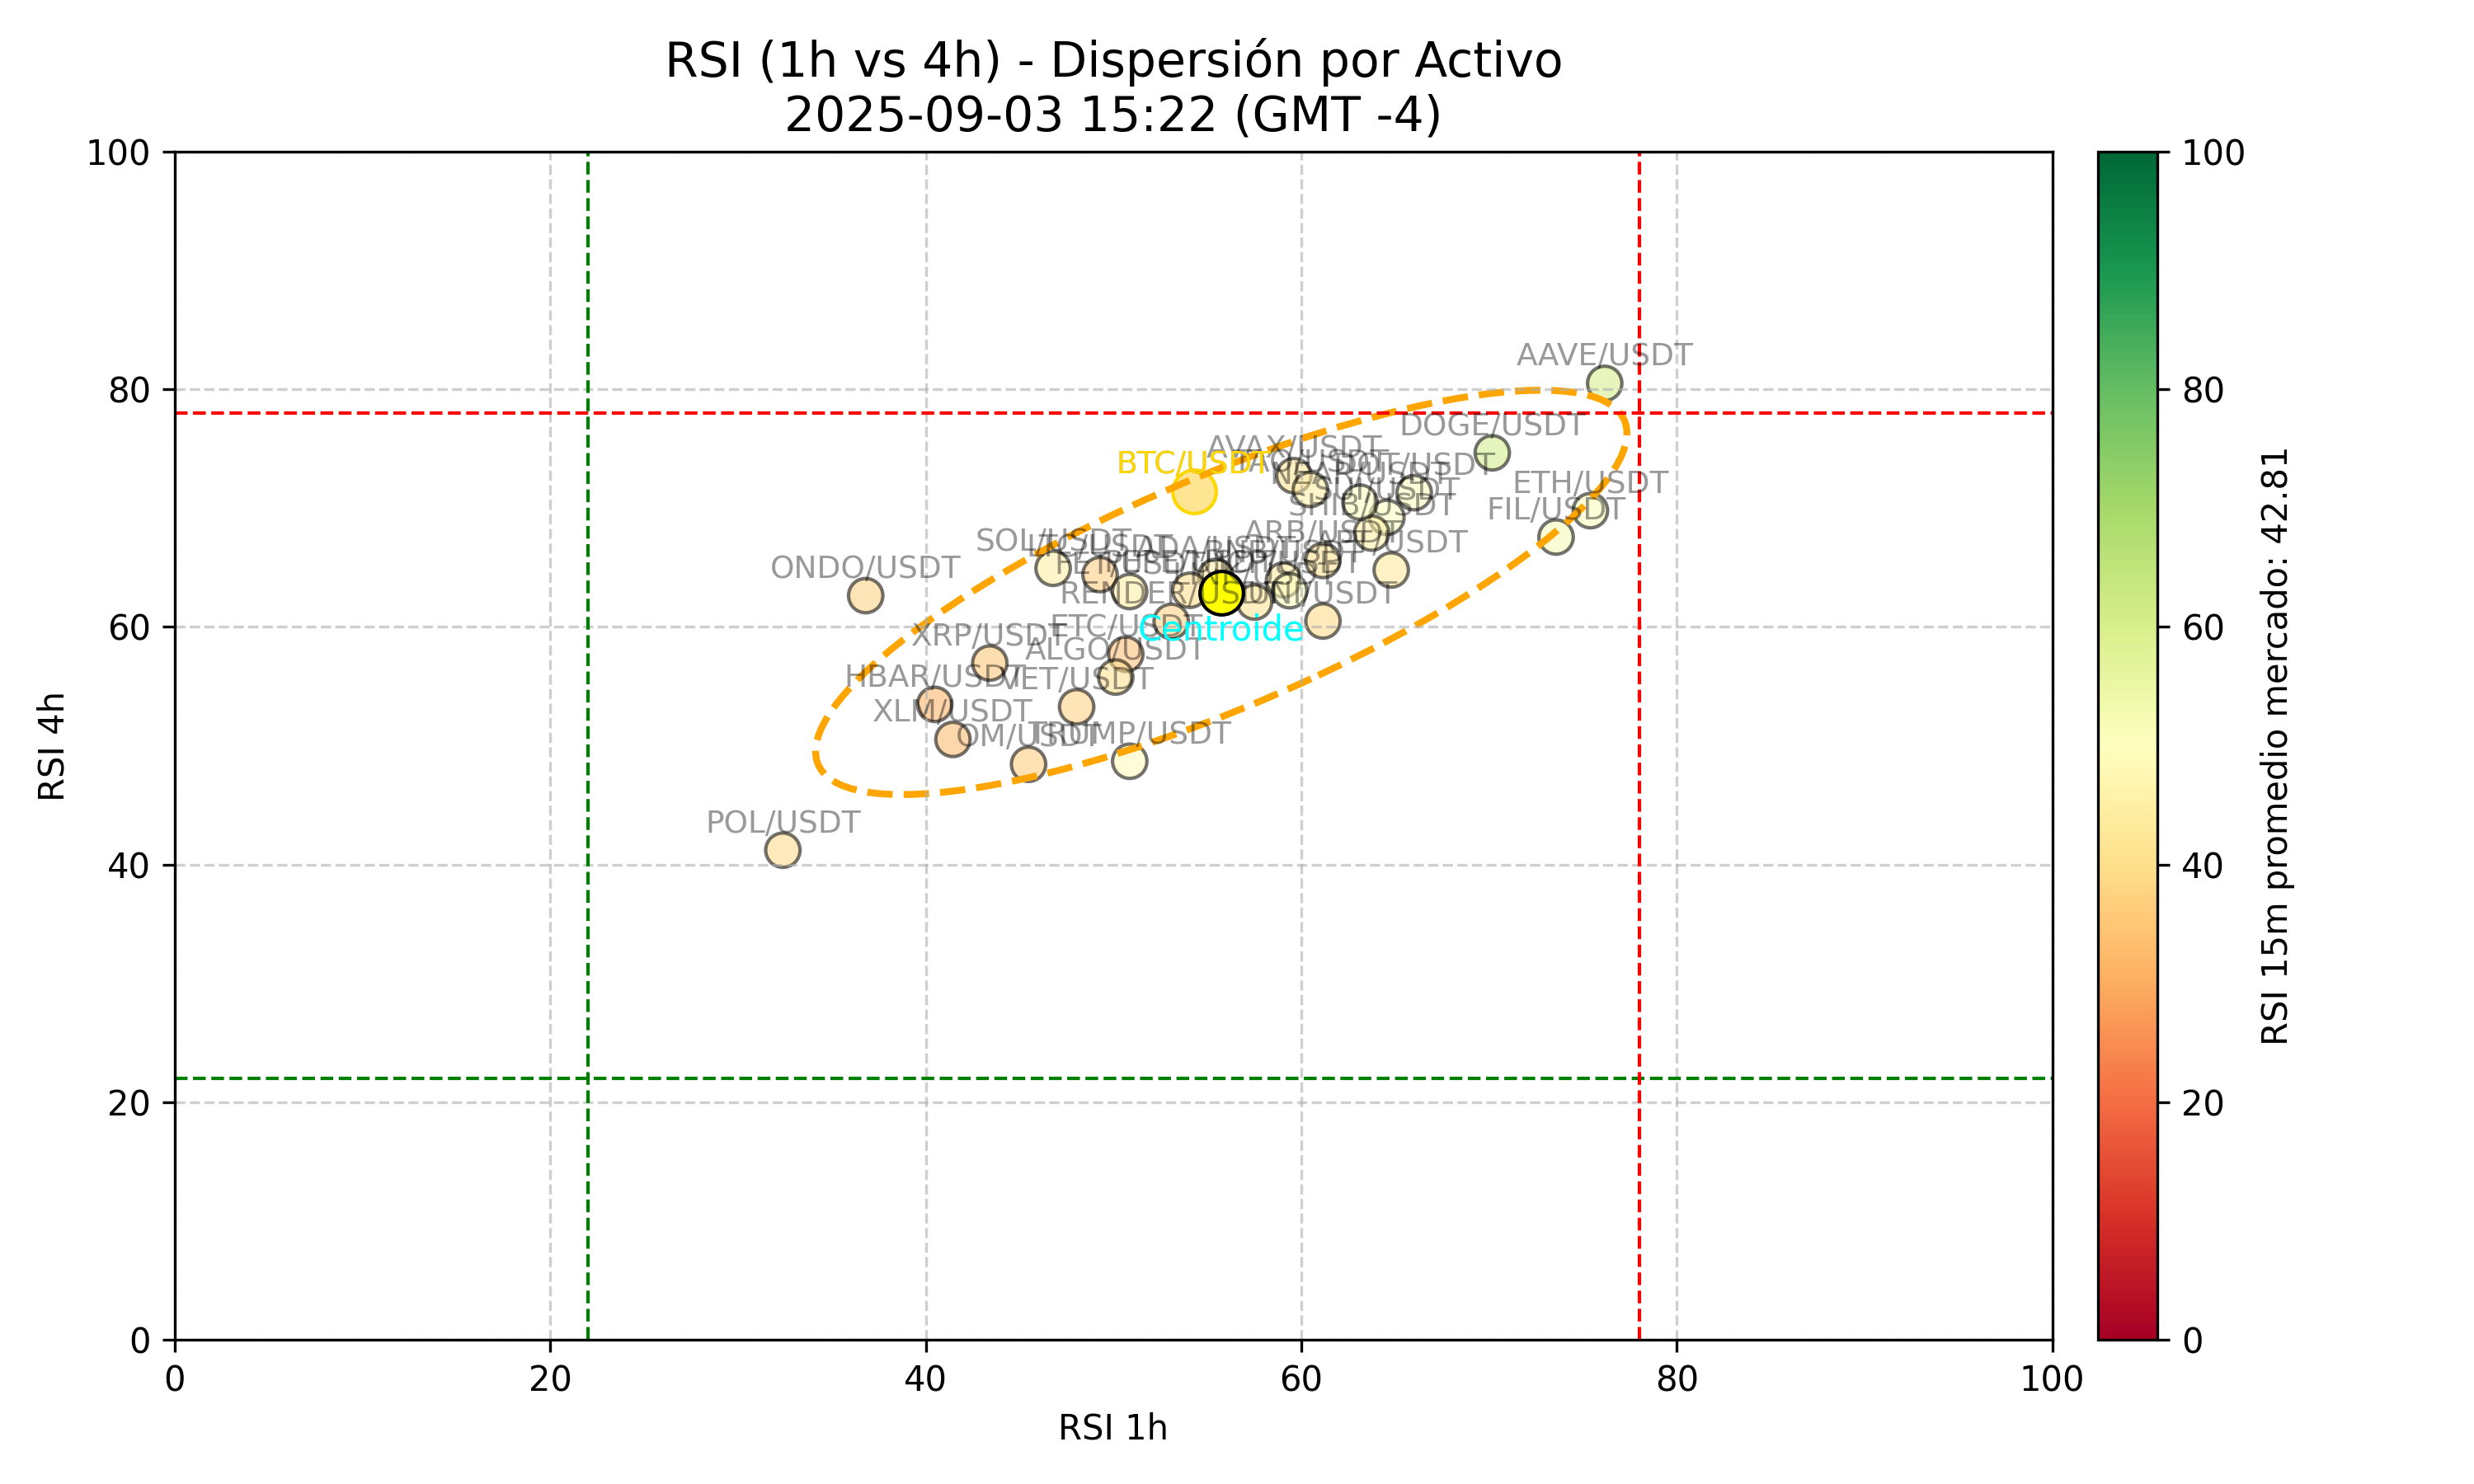 RSI (1h vs 4h) - Dispersión por Activo
2025-09-03 15:22 (GMT -4)
100
80
60
40
20
0
RSI 4h
0
20
40
60
80
100
RSI 1h
AAVE/USDT
DOGE/USDT
AVAX/USDT
BTC/USDT
DOT/USDT
ETH/USDT
SHIB/USDT
FIL/USDT
ARB/USDT
SOL/USDT
ONDO/USDT
RENDER/USDT
ETC/USDT
Centroide
XRP/USDT
ALGO/USDT
HBAR/USDT
VET/USDT
XLM/USDT
OM/USDT
TRUMP/USDT
POL/USDT
100
80
60
40
20
0
RSI 15m promedio mercado: 42.81